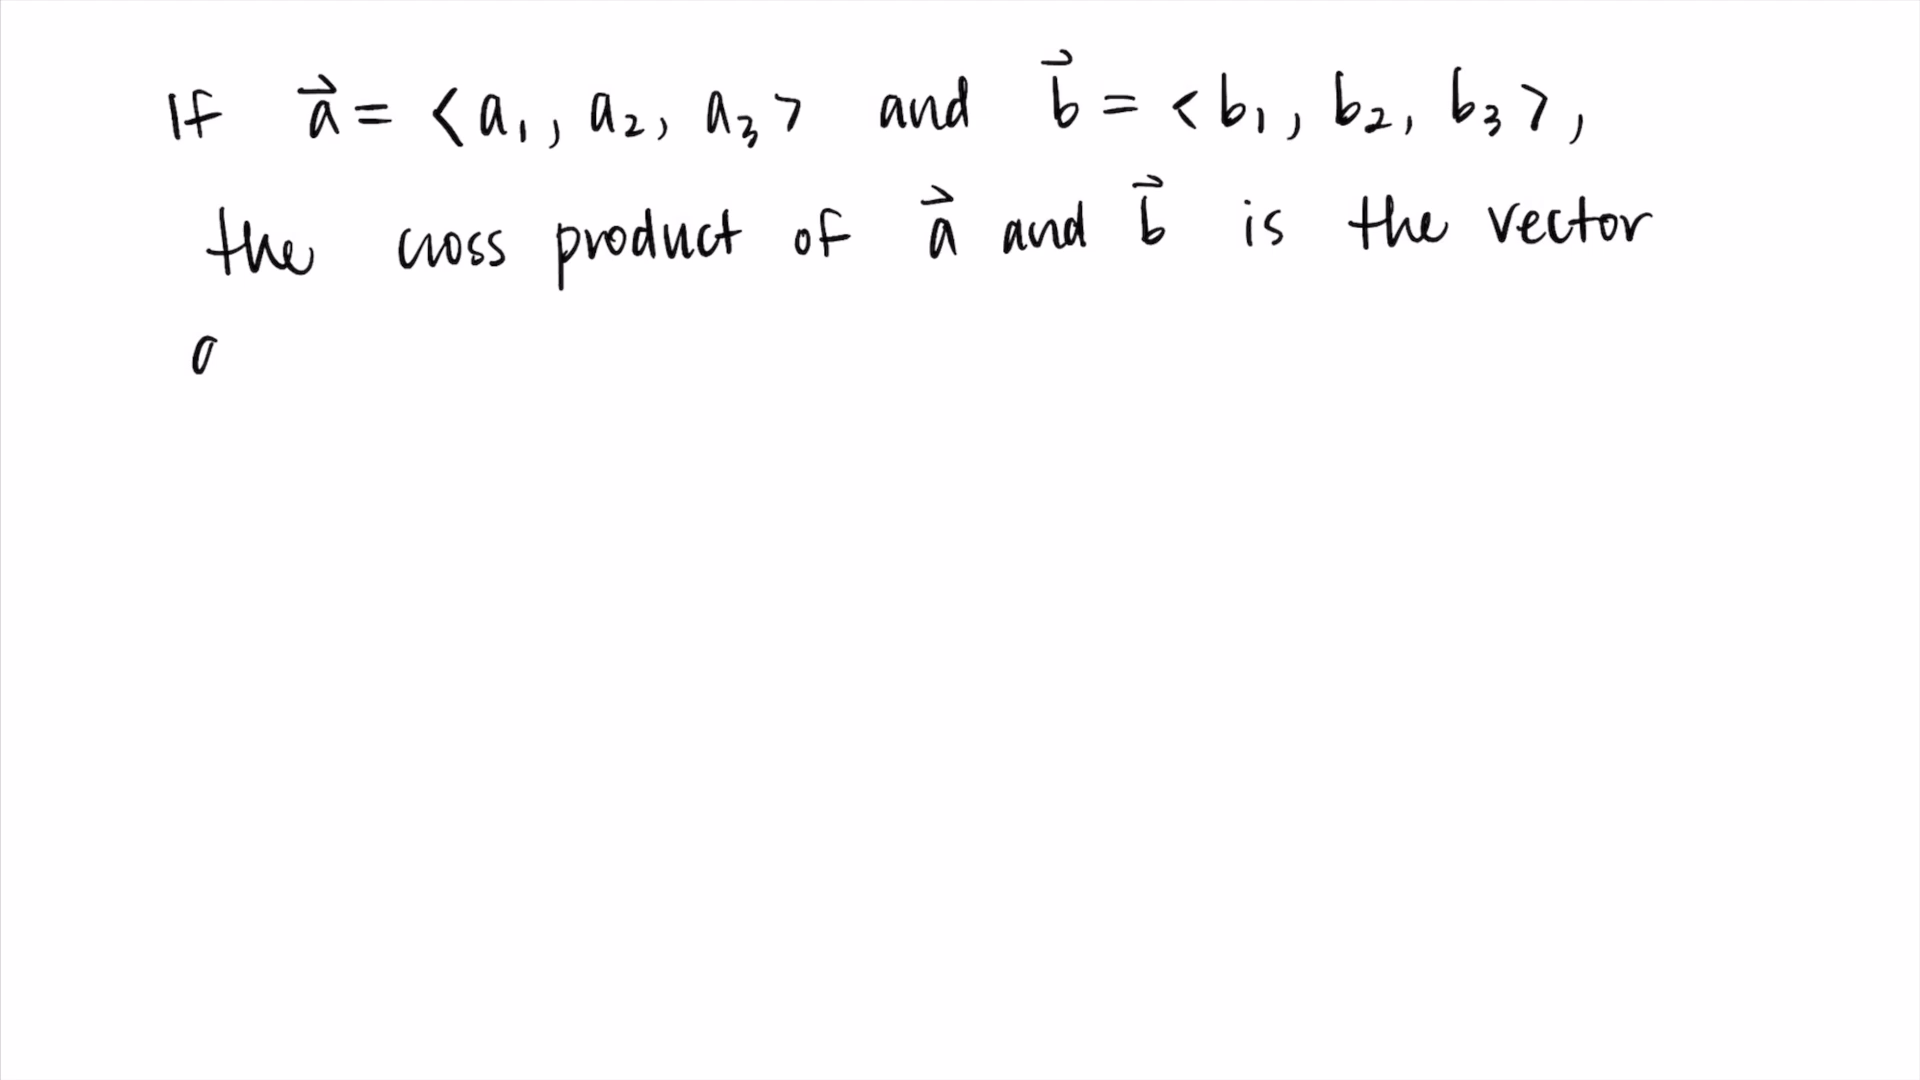 If a⃗ = <a₁, a₂, a₃> and b⃗ = <b₁, b₂, b₃>,
the cross product of a⃗ and b⃗ is the vector
a